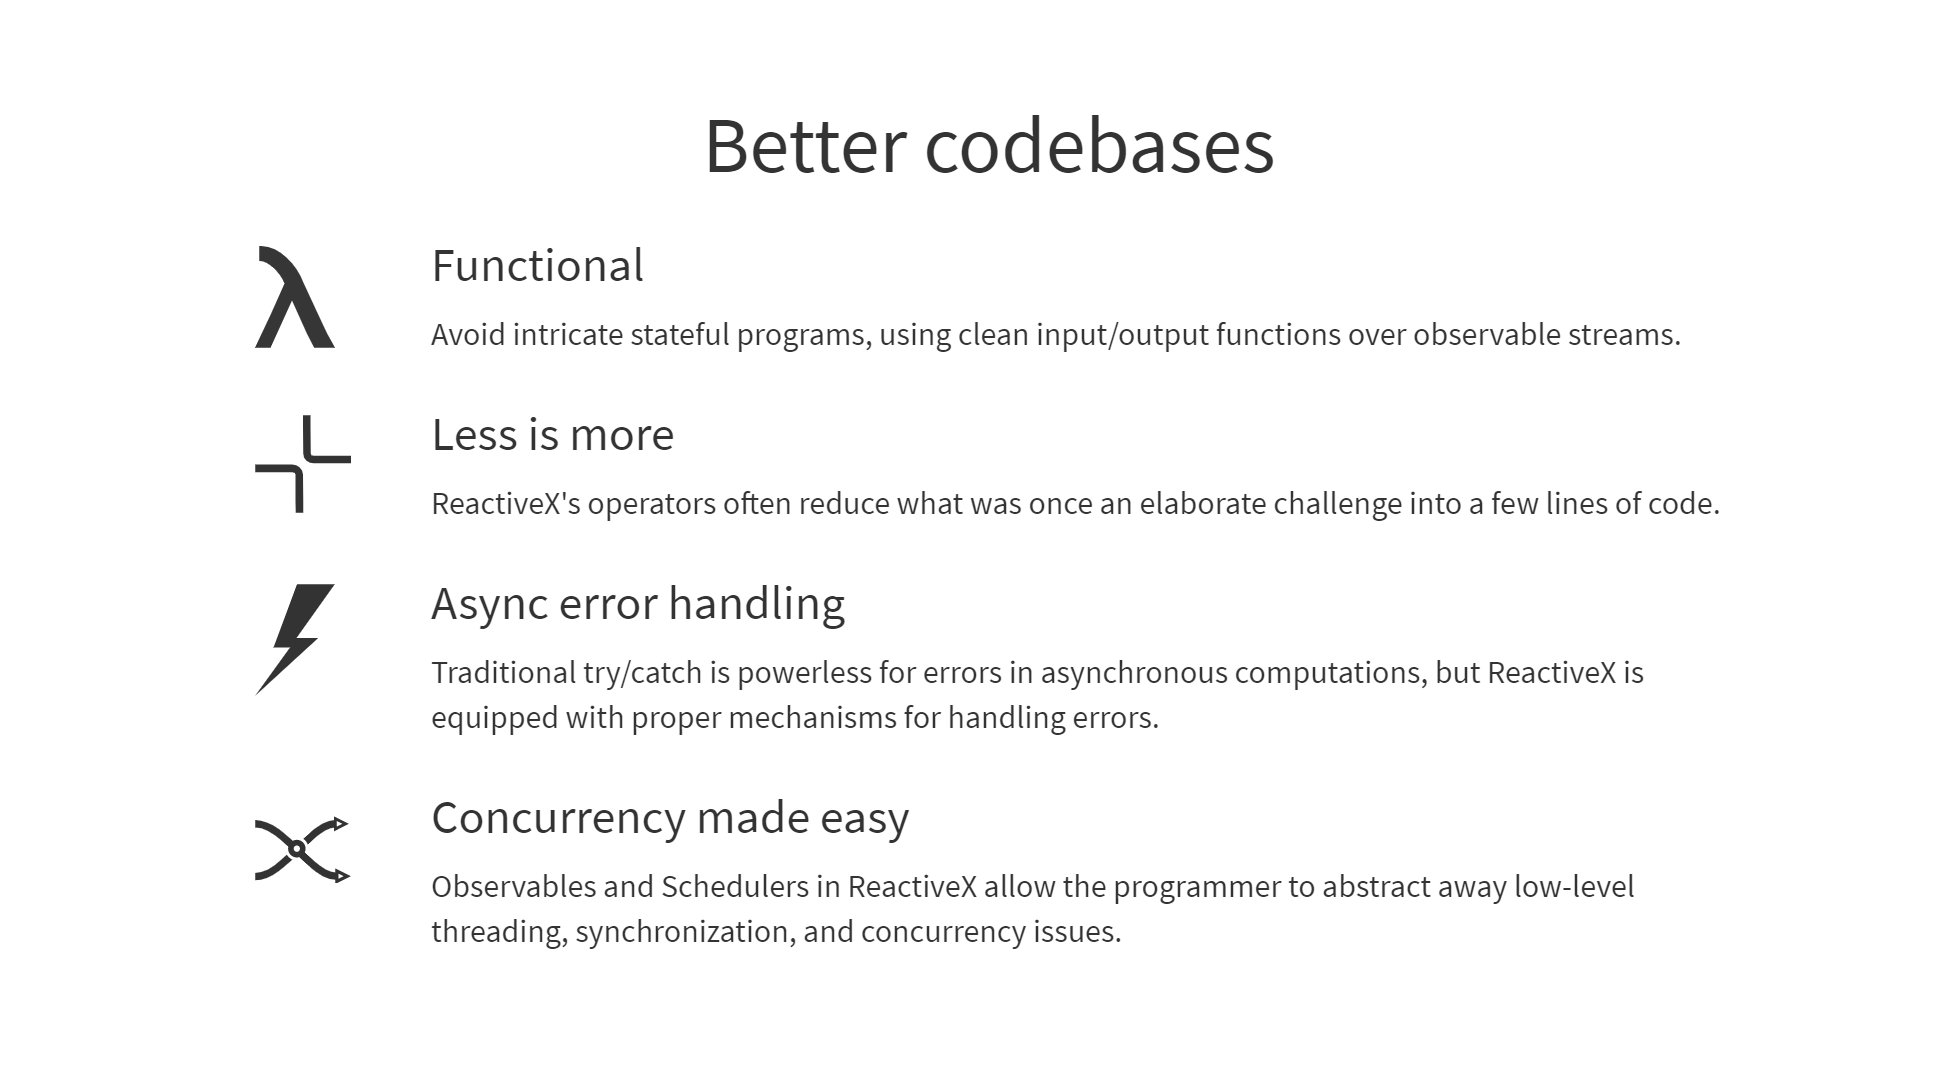 Better codebases
Functional
Avoid intricate stateful programs, using clean input/output functions over observable streams.
Less is more
ReactiveX's operators often reduce what was once an elaborate challenge into a few lines of code.
Async error handling
Traditional try/catch is powerless for errors in asynchronous computations, but ReactiveX is
equipped with proper mechanisms for handling errors.
Concurrency made easy
Observables and Schedulers in ReactiveX allow the programmer to abstract away low-level
threading, synchronization, and concurrency issues.